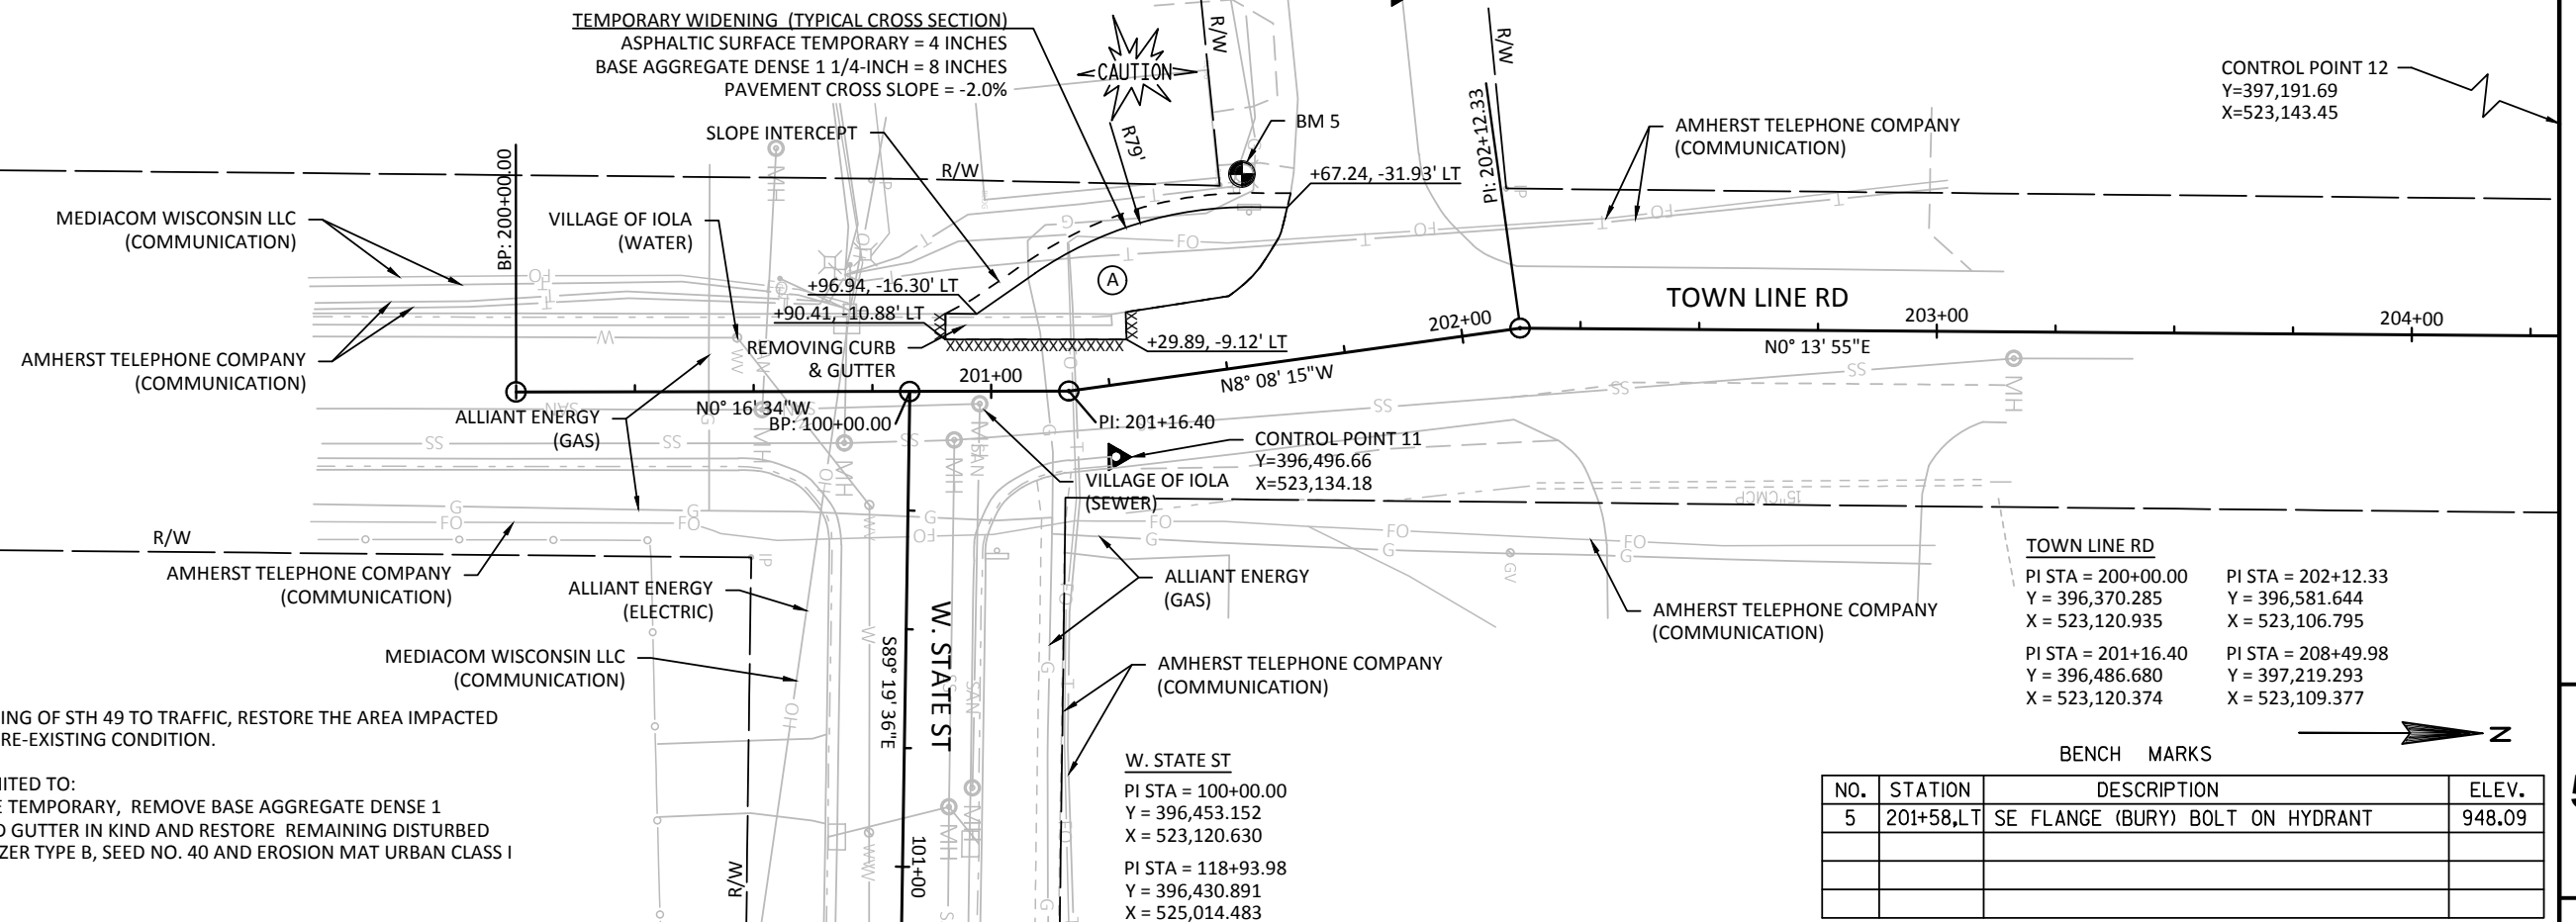 TEMPORARY WIDENING (TYPICAL CROSS SECTION)
ASPHALTIC SURFACE TEMPORARY = 4 INCHES
BASE AGGREGATE DENSE 1 1/4-INCH = 8 INCHES
PAVEMENT CROSS SLOPE = -2.0%
SLOPE INTERCEPT
CAUTION
R79'
R/W
R/W
R/W
BM 5
PI: 202+12.33
+67.24, -31.93' LT
AMHERST TELEPHONE COMPANY
(COMMUNICATION)
CONTROL POINT 12
Y=397,191.69
X=523,143.45
MEDIACOM WISCONSIN LLC
(COMMUNICATION)
BP: 200+00.00
VILLAGE OF IOLA
(WATER)
+96.94, -16.30' LT
+90.41, -10.88' LT
A
TOWN LINE RD
AMHERST TELEPHONE COMPANY
(COMMUNICATION)
REMOVING CURB
& GUTTER
+29.89, -9.12' LT
201+00
202+00
203+00
204+00
N0° 13' 55"E
N8° 08' 15"W
N0° 16' 34"W
BP: 100+00.00
PI: 201+16.40
ALLIANT ENERGY
(GAS)
CONTROL POINT 11
Y=396,496.66
X=523,134.18
VILLAGE OF IOLA
(SEWER)
15"CMCP
R/W
AMHERST TELEPHONE COMPANY
(COMMUNICATION)
ALLIANT ENERGY
(ELECTRIC)
MEDIACOM WISCONSIN LLC
(COMMUNICATION)
S89° 19' 36"E
W. STATE ST
101+00
R/W
ALLIANT ENERGY
(GAS)
AMHERST TELEPHONE COMPANY
(COMMUNICATION)
AMHERST TELEPHONE COMPANY
(COMMUNICATION)
TOWN LINE RD
PI STA = 200+00.00
Y = 396,370.285
X = 523,120.935
PI STA = 201+16.40
Y = 396,486.680
X = 523,120.374
PI STA = 202+12.33
Y = 396,581.644
X = 523,106.795
PI STA = 208+49.98
Y = 397,219.293
X = 523,109.377
N
W. STATE ST
PI STA = 100+00.00
Y = 396,453.152
X = 523,120.630
PI STA = 118+93.98
Y = 396,430.891
X = 525,014.483
ING OF STH 49 TO TRAFFIC, RESTORE THE AREA IMPACTED
RE-EXISTING CONDITION.
MITED TO:
E TEMPORARY, REMOVE BASE AGGREGATE DENSE 1
D GUTTER IN KIND AND RESTORE REMAINING DISTURBED
ZER TYPE B, SEED NO. 40 AND EROSION MAT URBAN CLASS I
BENCH MARKS
NO. STATION DESCRIPTION ELEV.
5 201+58,LT SE FLANGE (BURY) BOLT ON HYDRANT 948.09